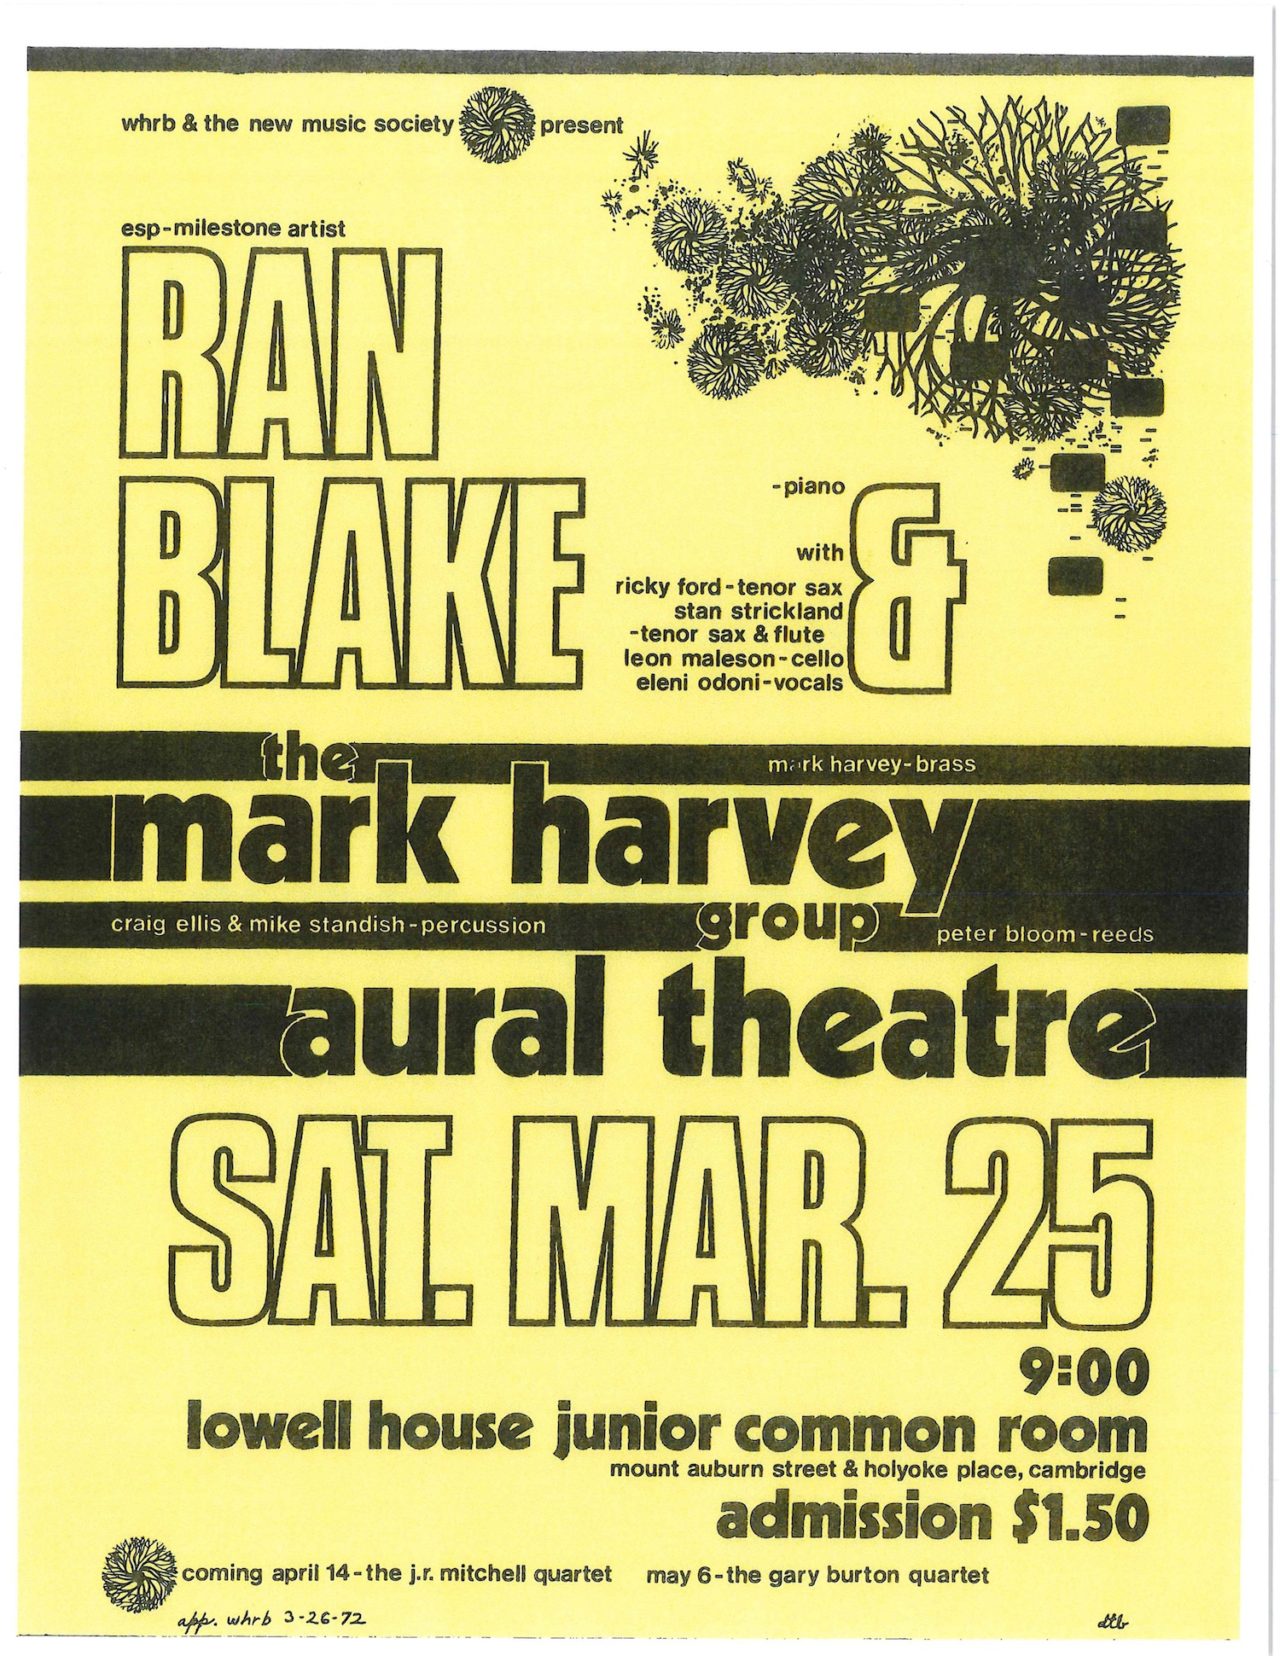 whrb & the new music society present
esp-milestone artist
RAN
BLAKE
-piano
&
with
ricky ford-tenor sax
stan strickland
-tenor sax & flute
leon maleson-cello
eleni odoni-vocals
the
mark harvey-brass
mark harvey
group
craig ellis & mike standish-percussion
peter bloom-reeds
aural theatre
SAT. MAR. 25
9:00
lowell house junior common room
mount auburn street & holyoke place, cambridge
admission $1.50
coming april 14-the j.r. mitchell quartet may 6-the gary burton quartet
app. whrb 3-26-72
dtb